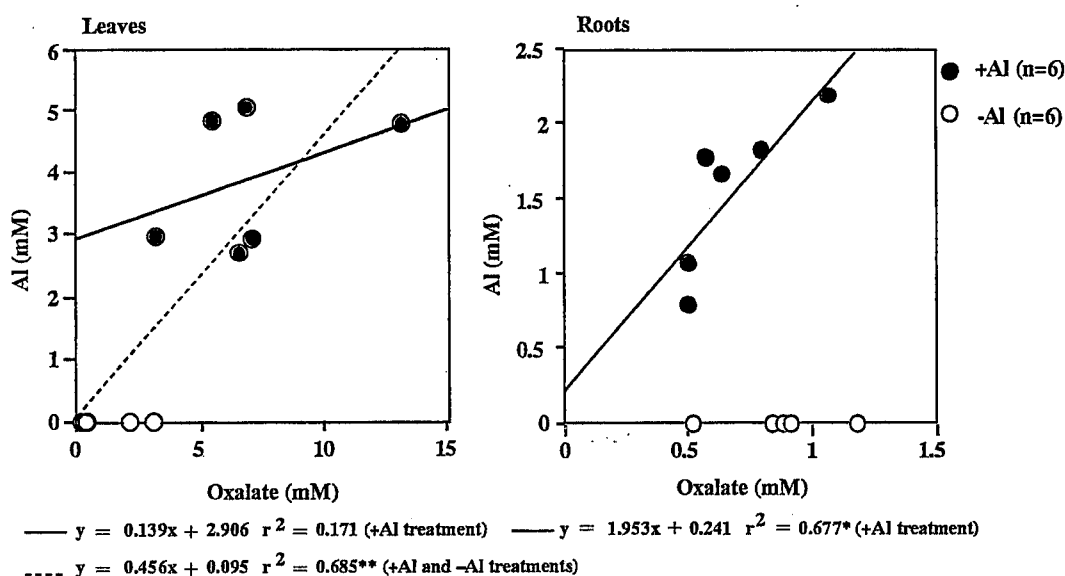 Leaves
Roots
6
5
4
3
2
1
0
Al (mM)
0
5
10
15
Oxalate (mM)
2.5
2
1.5
1
0.5
0
Al (mM)
0
0.5
1
1.5
Oxalate (mM)
+Al (n=6)
-Al (n=6)
y = 0.139x + 2.906 r² = 0.171 (+Al treatment)
y = 1.953x + 0.241 r² = 0.677* (+Al treatment)
y = 0.456x + 0.095 r² = 0.685** (+Al and –Al treatments)